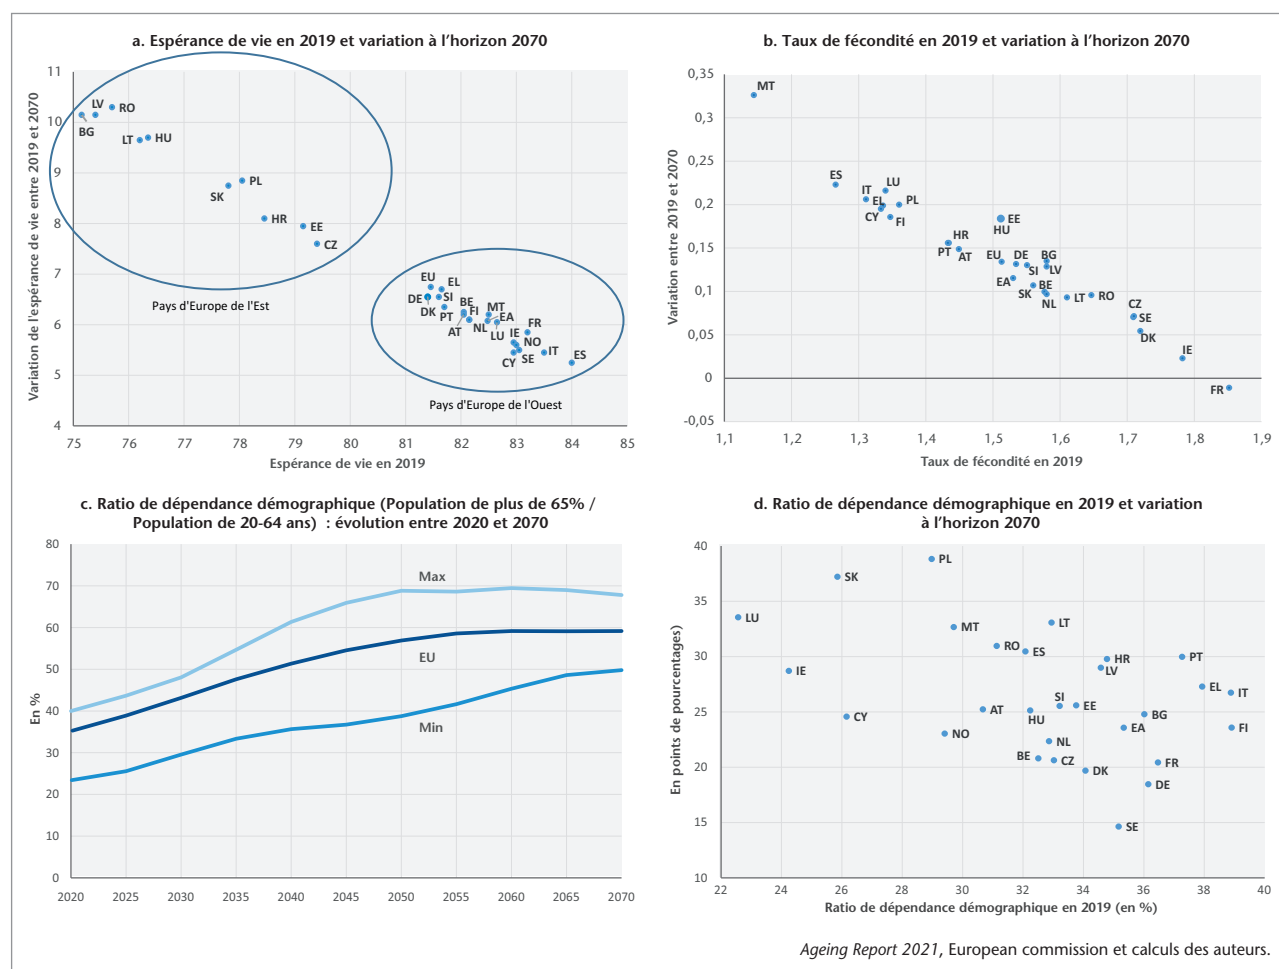 a. Espérance de vie en 2019 et variation à l'horizon 2070
Variation de l'espérance de vie entre 2019 et 2070
11
10
9
8
7
6
5
4
LV
RO
BG
LT
HU
SK
PL
HR
EE
CZ
Pays d'Europe de l'Est
EU
EL
DE
SI
DK
PT
BE
FI
AT
MT
EA
NL
LU
IE
FR
NO
CY
SE
IT
ES
Pays d'Europe de l'Ouest
75
76
77
78
79
80
81
82
83
84
85
Espérance de vie en 2019
b. Taux de fécondité en 2019 et variation à l'horizon 2070
Variation entre 2019 et 2070
0,35
0,3
0,25
0,2
0,15
0,1
0,05
0
-0,05
MT
ES
IT
LU
EL
PL
CY
FI
EE
HU
HR
PT
AT
EU
DE
BG
SI
LV
EA
SK
BE
NL
LT
RO
CZ
SE
DK
IE
FR
1,1
1,2
1,3
1,4
1,5
1,6
1,7
1,8
1,9
Taux de fécondité en 2019
c. Ratio de dépendance démographique (Population de plus de 65% /
Population de 20-64 ans) : évolution entre 2020 et 2070
En %
80
70
60
50
40
30
20
10
0
Max
EU
Min
2020
2025
2030
2035
2040
2045
2050
2055
2060
2065
2070
d. Ratio de dépendance démographique en 2019 et variation
à l'horizon 2070
En points de pourcentages)
40
35
30
25
20
15
10
PL
SK
LU
MT
LT
RO
ES
HR
LV
PT
IE
EL
IT
SI
EE
AT
HU
BG
CY
EA
FI
NO
NL
BE
CZ
DK
FR
DE
SE
22
24
26
28
30
32
34
36
38
40
Ratio de dépendance démographique en 2019 (en %)
Ageing Report 2021, European commission et calculs des auteurs.